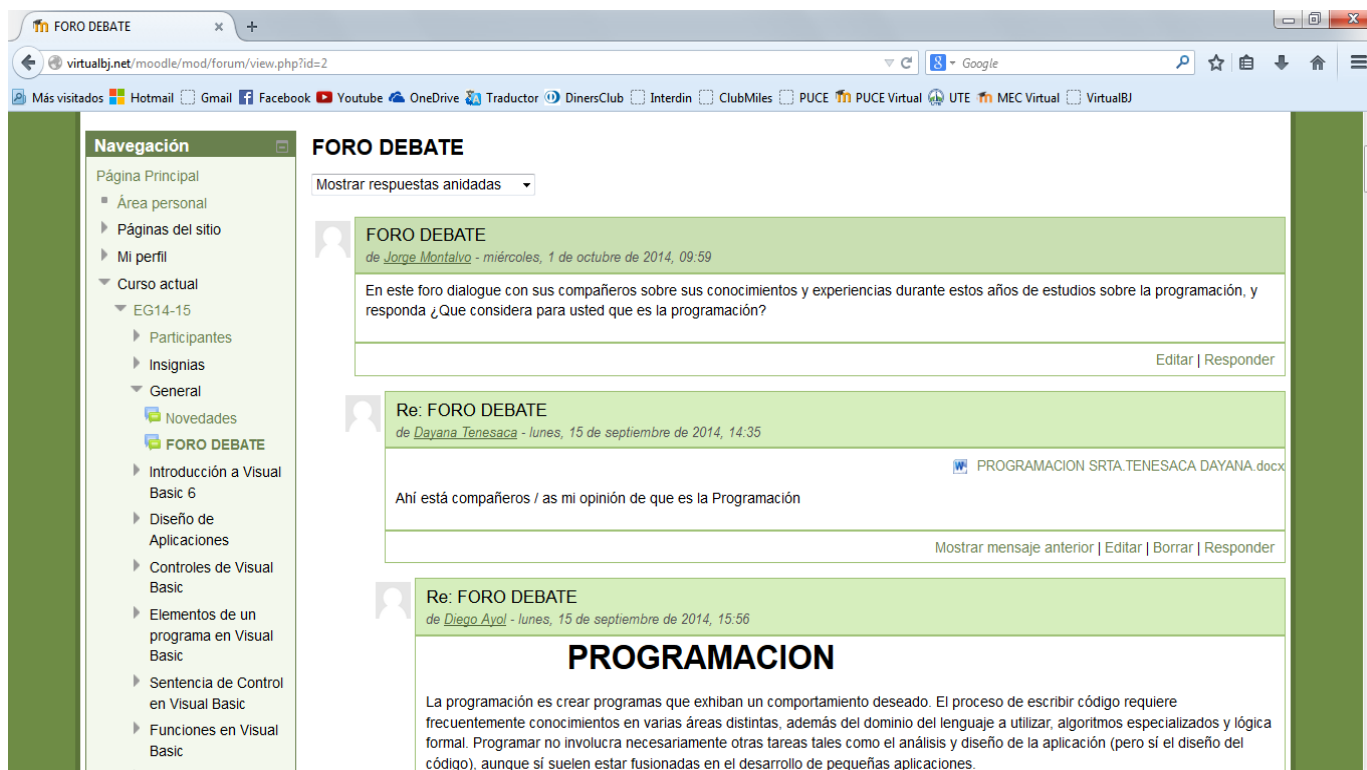 FORO DEBATE
virtualbj.net/moodle/mod/forum/view.php?id=2
Google
Más visitados Hotmail Gmail Facebook Youtube OneDrive Traductor DinersClub Interdin ClubMiles PUCE PUCE Virtual UTE MEC Virtual VirtualBJ
Navegación
Página Principal
Área personal
Páginas del sitio
Mi perfil
Curso actual
EG14-15
Participantes
Insignias
General
Novedades
FORO DEBATE
Introducción a Visual
Basic 6
Diseño de
Aplicaciones
Controles de Visual
Basic
Elementos de un
programa en Visual
Basic
Sentencia de Control
en Visual Basic
Funciones en Visual
Basic
FORO DEBATE
Mostrar respuestas anidadas
FORO DEBATE
de Jorge Montalvo - miércoles, 1 de octubre de 2014, 09:59
En este foro dialogue con sus compañeros sobre sus conocimientos y experiencias durante estos años de estudios sobre la programación, y
responda ¿Que considera para usted que es la programación?
Editar | Responder
Re: FORO DEBATE
de Dayana Tenesaca - lunes, 15 de septiembre de 2014, 14:35
PROGRAMACION SRTA.TENESACA DAYANA.docx
Ahí está compañeros / as mi opinión de que es la Programación
Mostrar mensaje anterior | Editar | Borrar | Responder
Re: FORO DEBATE
de Diego Ayol - lunes, 15 de septiembre de 2014, 15:56
PROGRAMACION
La programación es crear programas que exhiban un comportamiento deseado. El proceso de escribir código requiere
frecuentemente conocimientos en varias áreas distintas, además del dominio del lenguaje a utilizar, algoritmos especializados y lógica
formal. Programar no involucra necesariamente otras tareas tales como el análisis y diseño de la aplicación (pero sí el diseño del
código), aunque sí suelen estar fusionadas en el desarrollo de pequeñas aplicaciones.